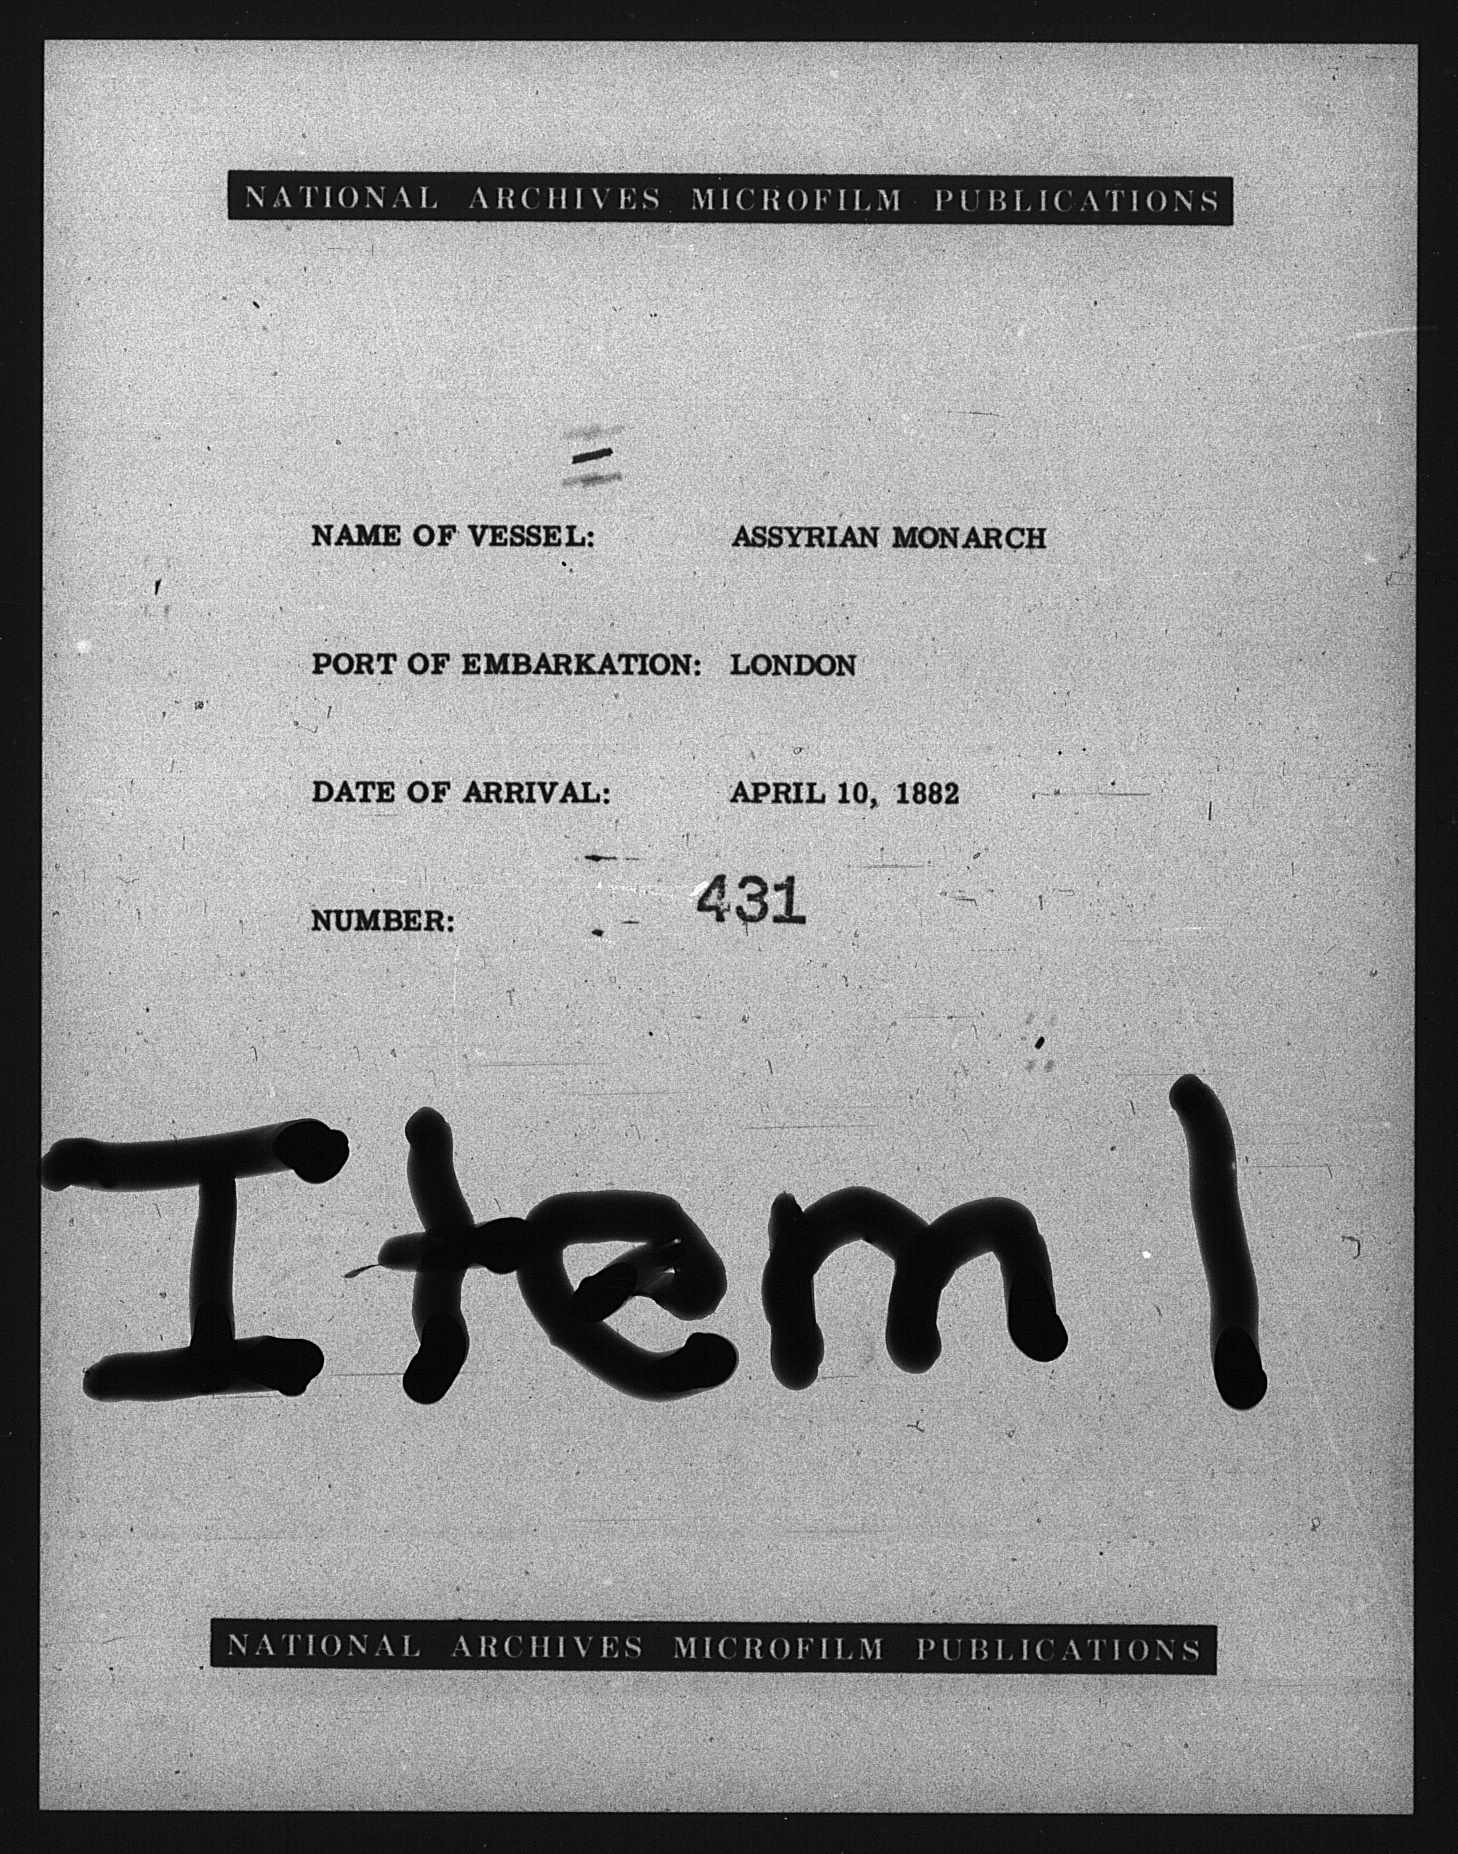 NATIONAL ARCHIVES MICROFILM PUBLICATIONS
NAME OF VESSEL: ASSYRIAN MONARCH
PORT OF EMBARKATION: LONDON
DATE OF ARRIVAL: APRIL 10, 1882
NUMBER: 431
Item 1
NATIONAL ARCHIVES MICROFILM PUBLICATIONS